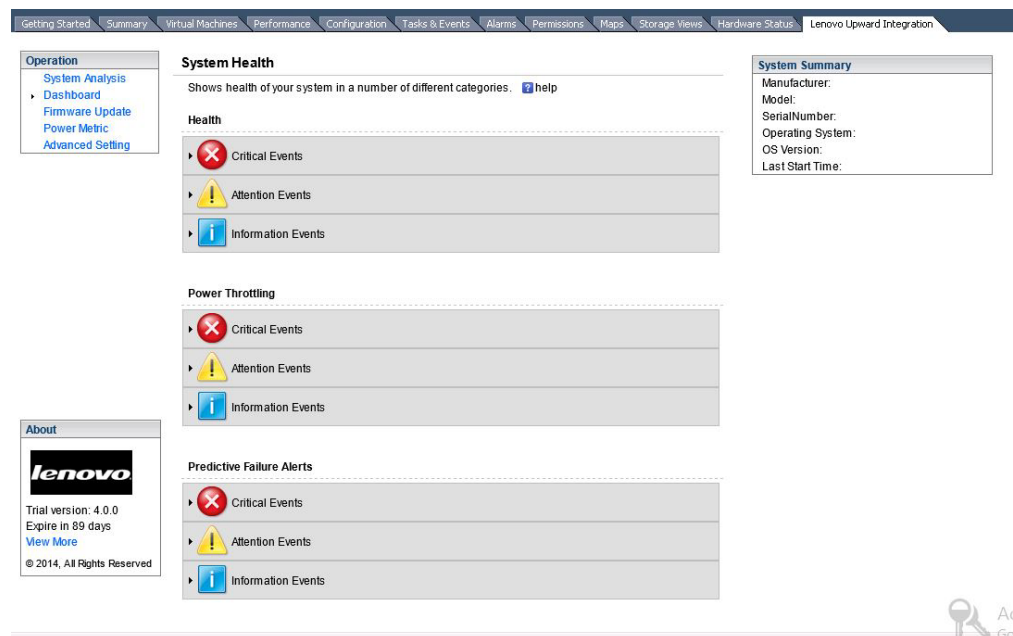 Getting Started Summary Virtual Machines Performance Configuration Tasks & Events Alarms Permissions Maps Storage Views Hardware Status Lenovo Upward Integration
Operation
System Analysis
Dashboard
Firmware Update
Power Metric
Advanced Setting
System Health
Shows health of your system in a number of different categories. ? help
Health
Critical Events
Attention Events
Information Events
Power Throttling
Critical Events
Attention Events
Information Events
Predictive Failure Alerts
Critical Events
Attention Events
Information Events
System Summary
Manufacturer:
Model:
SerialNumber:
Operating System:
OS Version:
Last Start Time:
About
lenovo
Trial version: 4.0.0
Expire in 89 days
View More
© 2014, All Rights Reserved